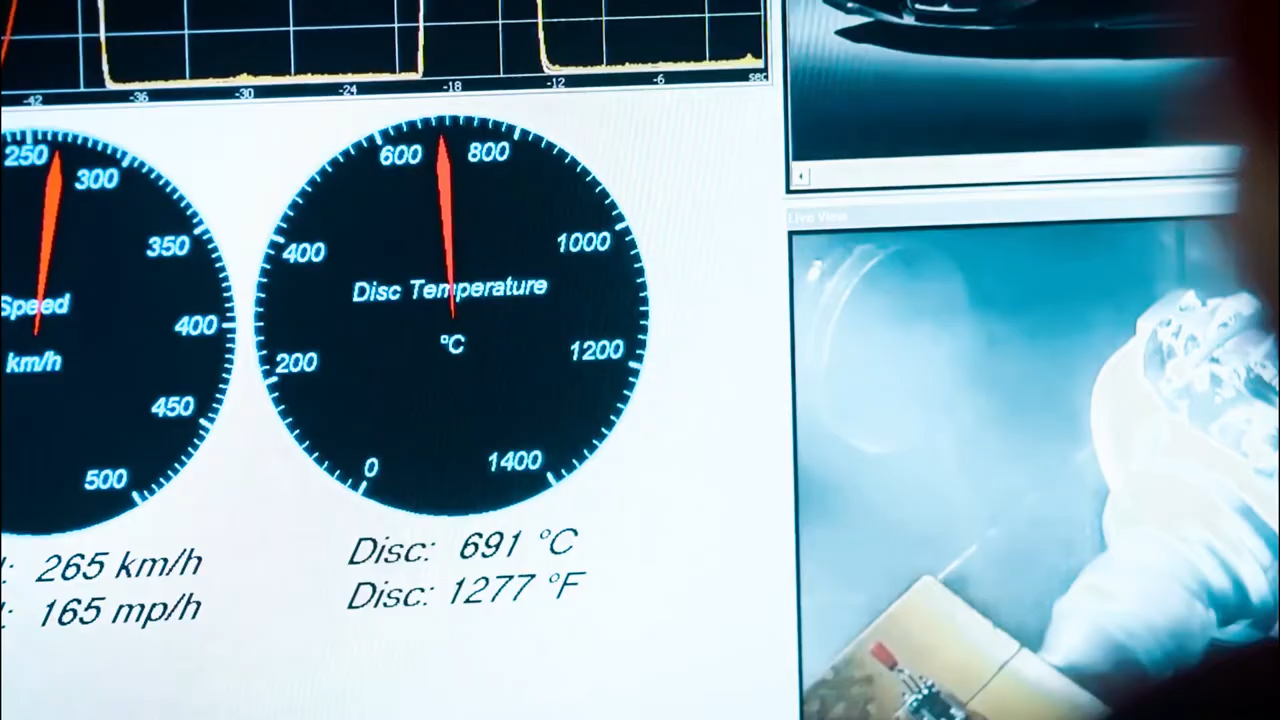 -42 -36 -30 -24 -18 -12 -6 sec
250
300
350
400
450
500
Speed
km/h
0
200
400
600
800
1000
1200
1400
Disc Temperature
°C
265 km/h
165 mp/h
Disc: 691 °C
Disc: 1277 °F
Live View